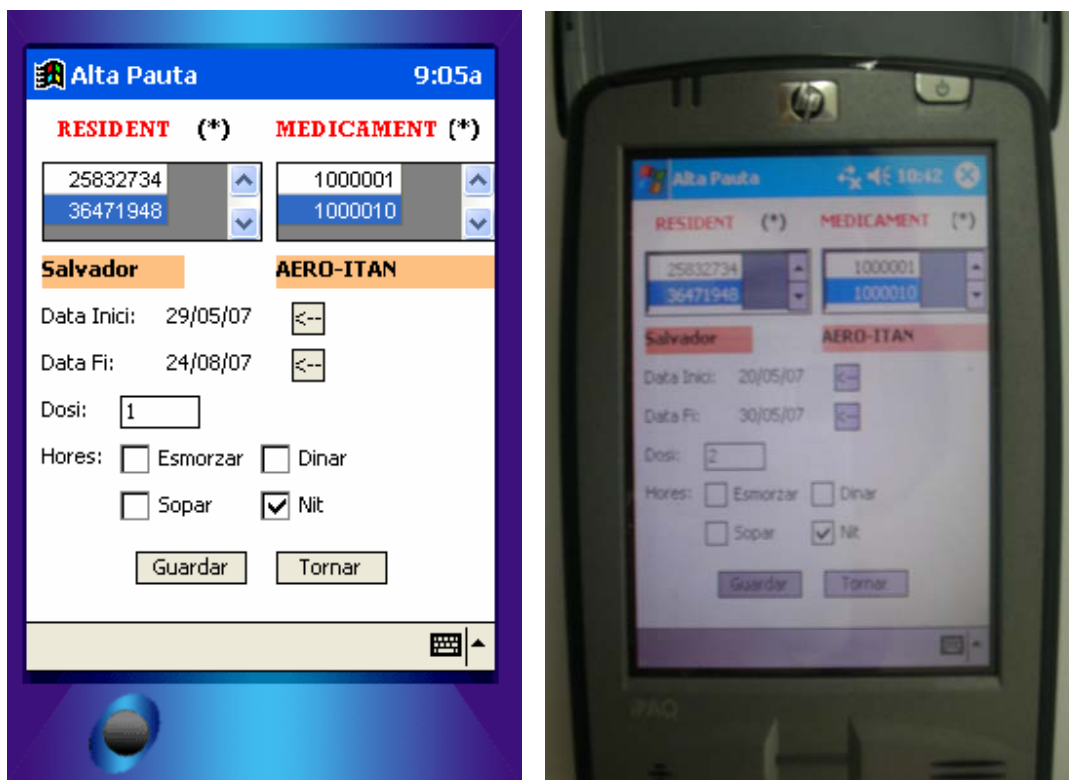 Alta Pauta 9:05a
RESIDENT (*) MEDICAMENT (*)
25832734 1000001
36471948 1000010
Salvador AERO-ITAN
Data Inici: 29/05/07 <--
Data Fi: 24/08/07 <--
Dosi: 1
Hores: Esmorzar Dinar
Sopar Nit
Guardar Tornar
hp
Alta Pauta 10:42
RESIDENT (*) MEDICAMENT (*)
25832734 1000001
36471948 1000010
Salvador AERO-ITAN
Data Inici: 20/05/07 <--
Data Fi: 30/05/07 <--
Dosi: 2
Hores: Esmorzar Dinar
Sopar Nit
Guardar Tornar
iPAQ